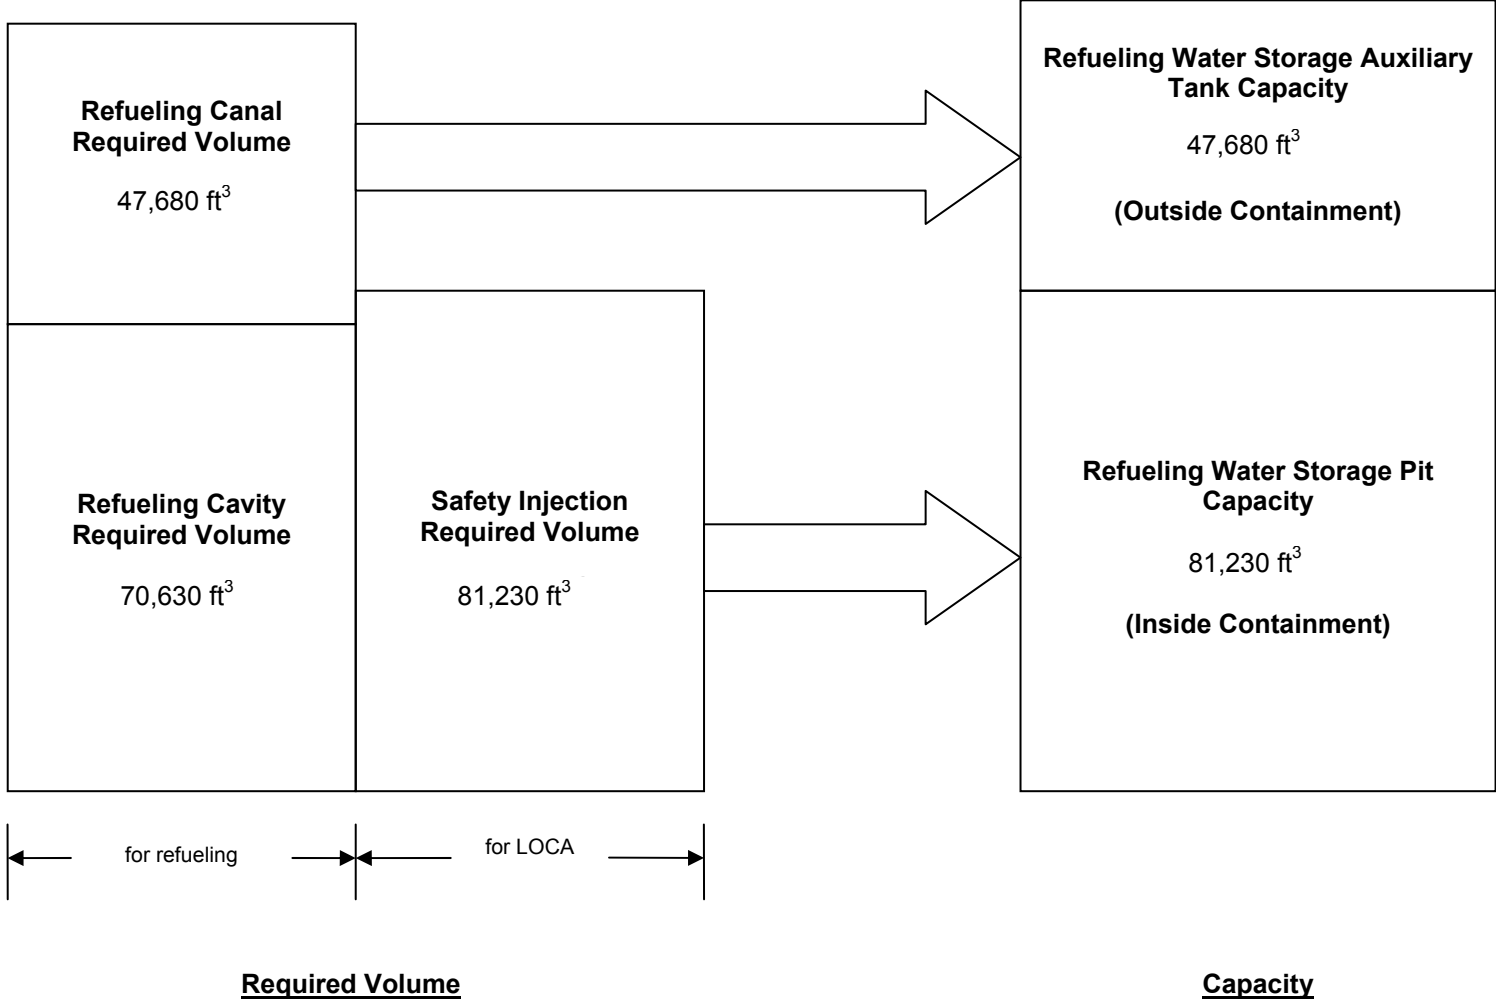 Refueling Canal
Required Volume
47,680 ft³
Refueling Cavity
Required Volume
70,630 ft³
Safety Injection
Required Volume
81,230 ft³
Refueling Water Storage Auxiliary
Tank Capacity
47,680 ft³
(Outside Containment)
Refueling Water Storage Pit
Capacity
81,230 ft³
(Inside Containment)
for refueling
for LOCA
Required Volume
Capacity